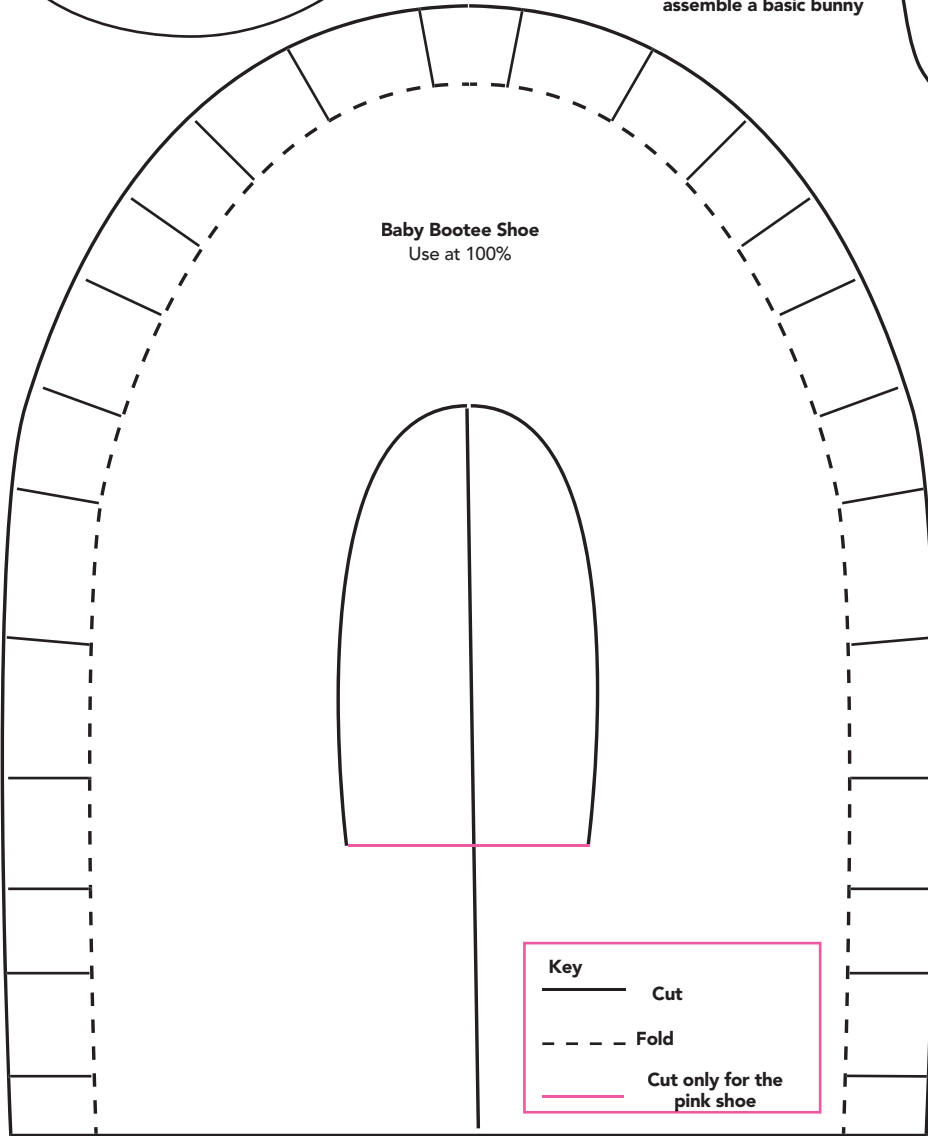 assemble a basic bunny
Baby Bootee Shoe
Use at 100%
Key
Cut
Fold
Cut only for the
pink shoe